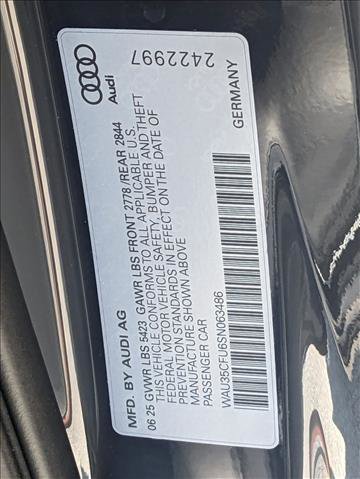 MFD. BY AUDI AG
06 25 GVWR LBS 5423 GAWR LBS FRONT 2778 /REAR 2844
THIS VEHICLE CONFORMS TO ALL APPLICABLE U.S.
FEDERAL MOTOR VEHICLE SAFETY, BUMPER AND THEFT
PREVENTION STANDARDS IN EFFECT ON THE DATE OF
MANUFACTURE SHOWN ABOVE
PASSENGER CAR
WAU35CFU6SN063486
GERMANY
Audi
2422997